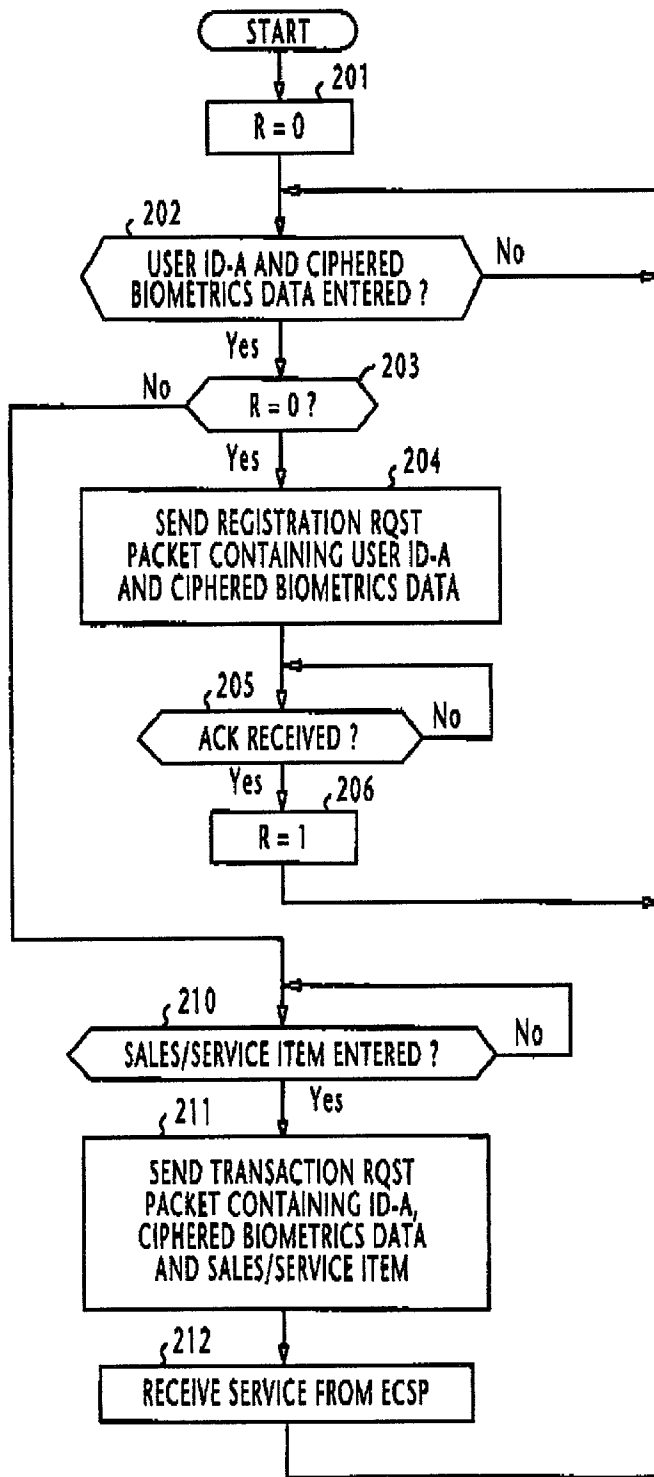 START
201
R = 0
202
USER ID-A AND CIPHERED
BIOMETRICS DATA ENTERED ?
No
Yes
203
No
R = 0 ?
Yes
204
SEND REGISTRATION RQST
PACKET CONTAINING USER ID-A
AND CIPHERED BIOMETRICS DATA
205
ACK RECEIVED ?
No
Yes
206
R = 1
210
SALES/SERVICE ITEM ENTERED ?
No
Yes
211
SEND TRANSACTION RQST
PACKET CONTAINING ID-A,
CIPHERED BIOMETRICS DATA
AND SALES/SERVICE ITEM
212
RECEIVE SERVICE FROM ECSP